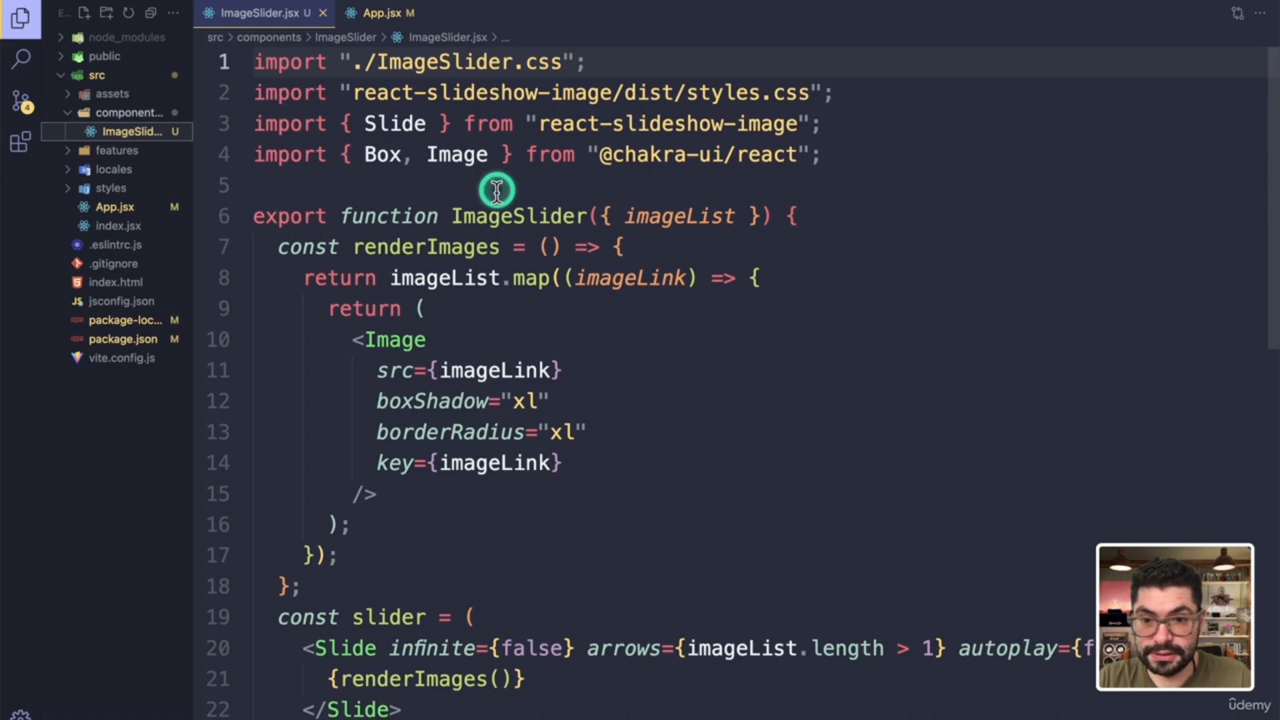 E...
ImageSlider.jsx U
App.jsx M
src > components > ImageSlider > ImageSlider.jsx > ...
node_modules
public
src
assets
component...
ImageSlid... U
features
locales
styles
App.jsx M
index.jsx
.eslintrc.js
.gitignore
index.html
JS jsconfig.json
package-loc... M
package.json M
vite.config.js
4
1 import "./ImageSlider.css";
2 import "react-slideshow-image/dist/styles.css";
3 import { Slide } from "react-slideshow-image";
4 import { Box, Image } from "@chakra-ui/react";
5
6 export function ImageSlider({ imageList }) {
7 const renderImages = () => {
8 return imageList.map((imageLink) => {
9 return (
10 <Image
11 src={imageLink}
12 boxShadow="xl"
13 borderRadius="xl"
14 key={imageLink}
15 />
16 );
17 });
18 };
19 const slider = (
20 <Slide infinite={false} arrows={imageList.length > 1} autoplay={f
21 {renderImages()}
22 </Slide>
ûdemy